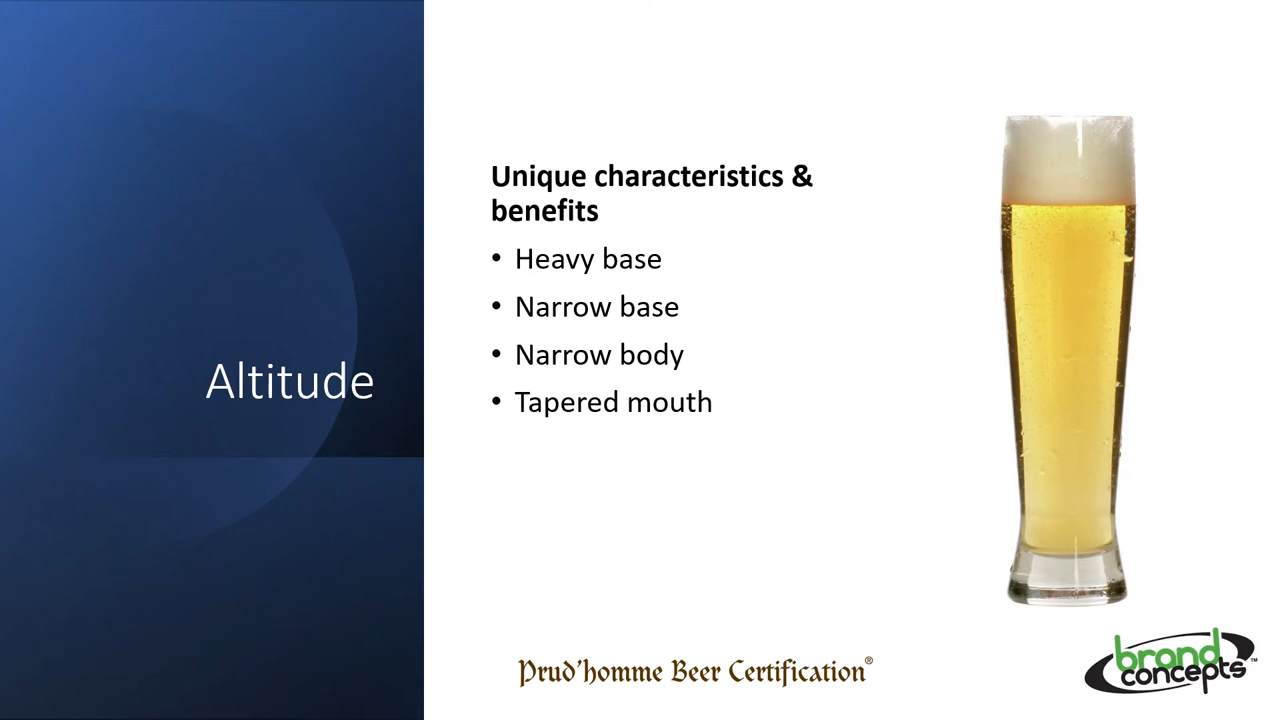 Altitude
Unique characteristics &
benefits
• Heavy base
• Narrow base
• Narrow body
• Tapered mouth
Prud'homme Beer Certification®
brand
concepts™